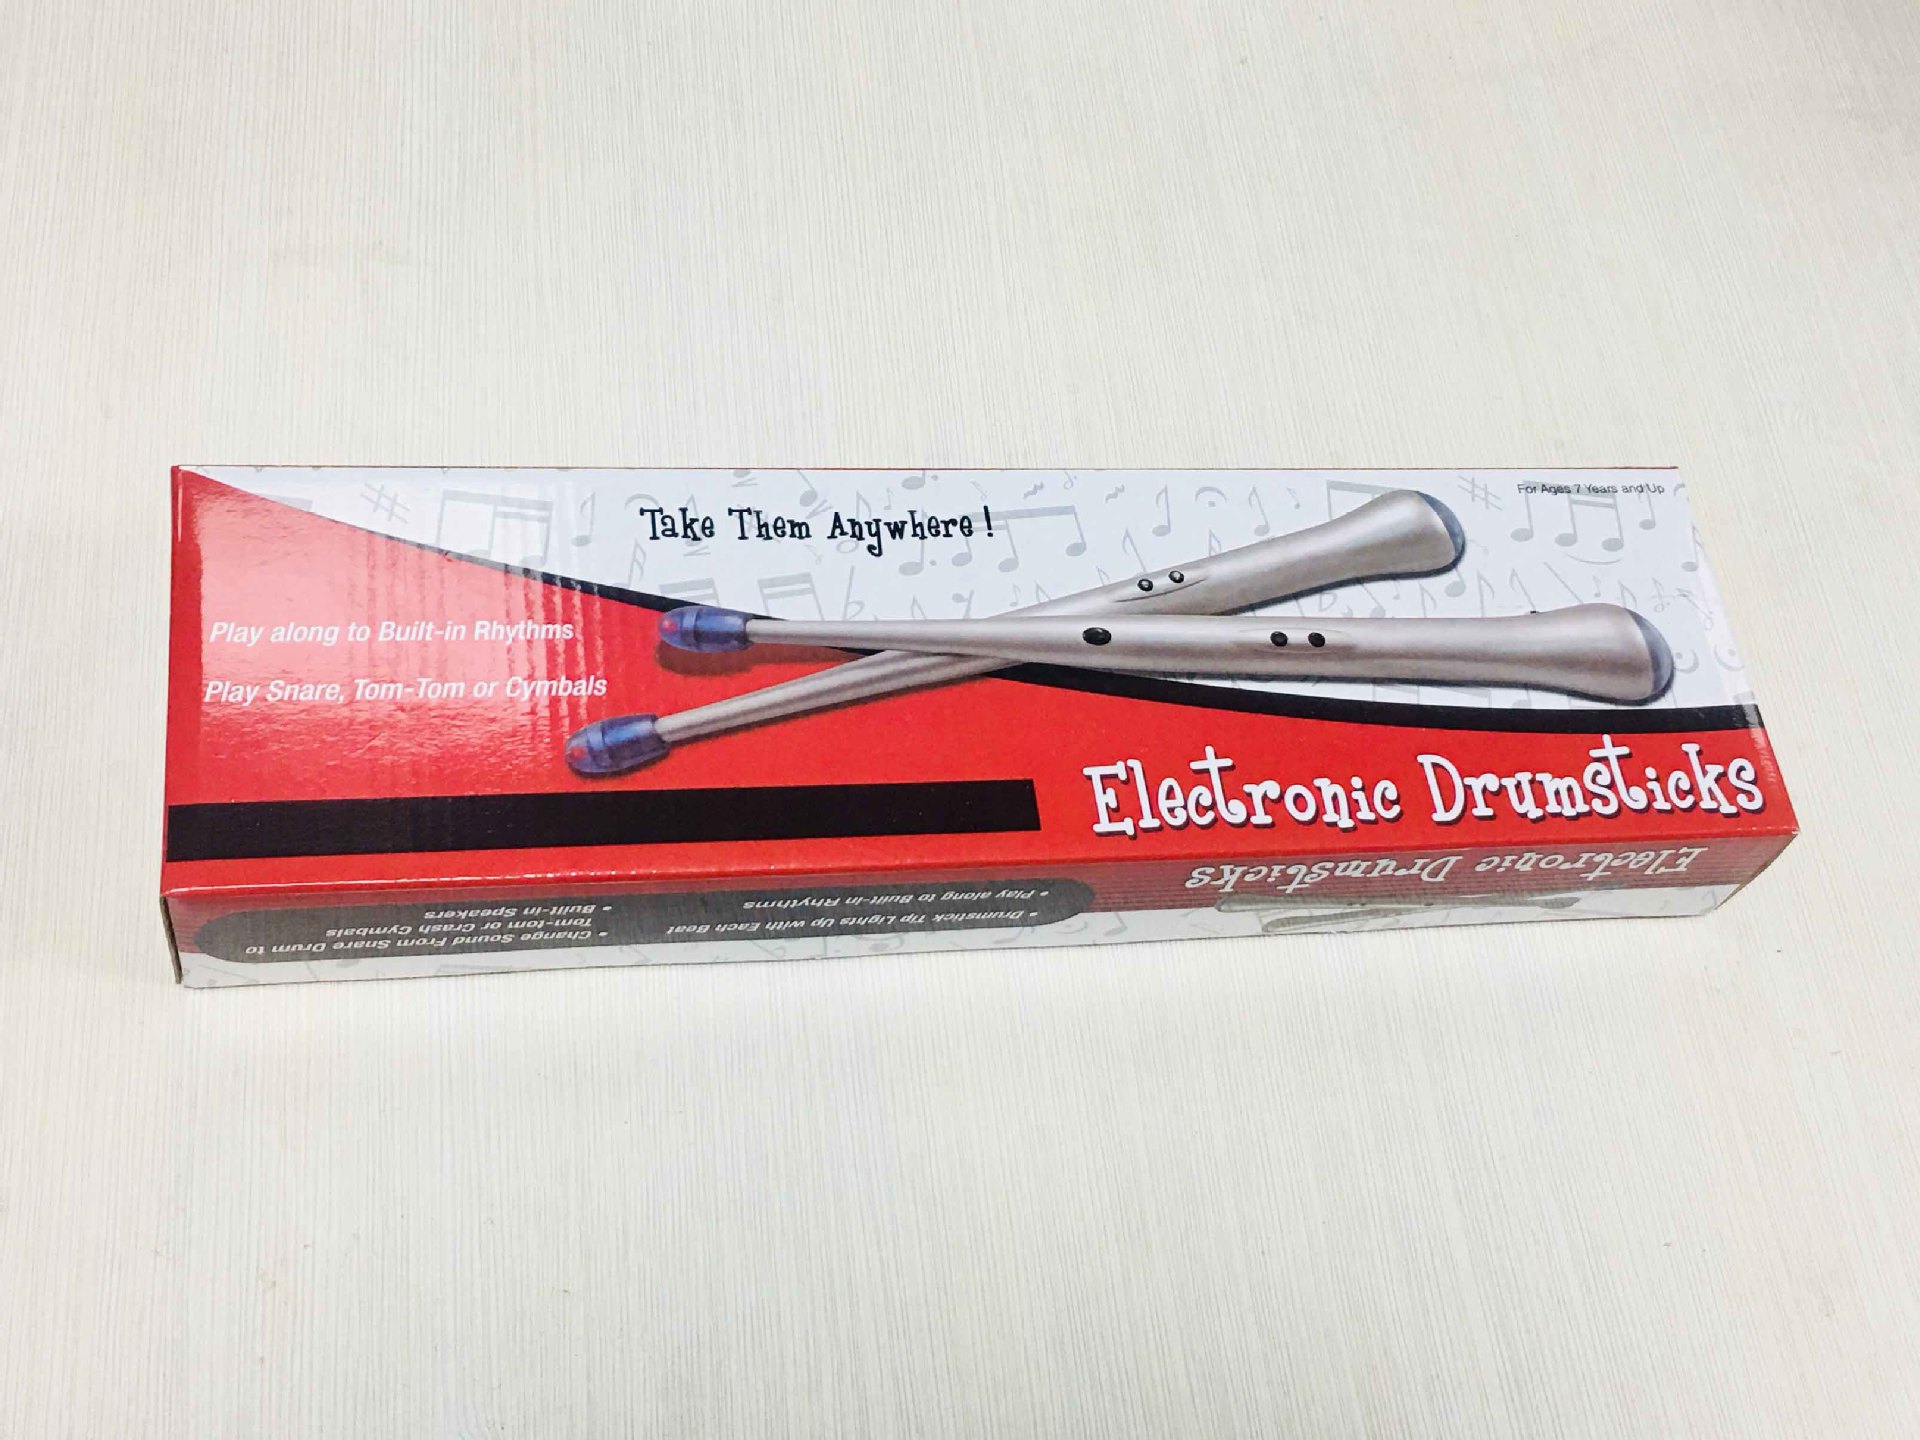 For Ages 7 Years and Up
Take Them Anywhere !
Play along to Built-in Rhythms
Play Snare, Tom-Tom or Cymbals
Electronic Drumsticks
Electronic Drumsticks
• Drumstick Tip Lights Up with Each Beat
• Play along to Built-in Rhythms
• Change Sound From Snare Drum to
Tom-tom or Crash Cymbals
• Built-in Speakers